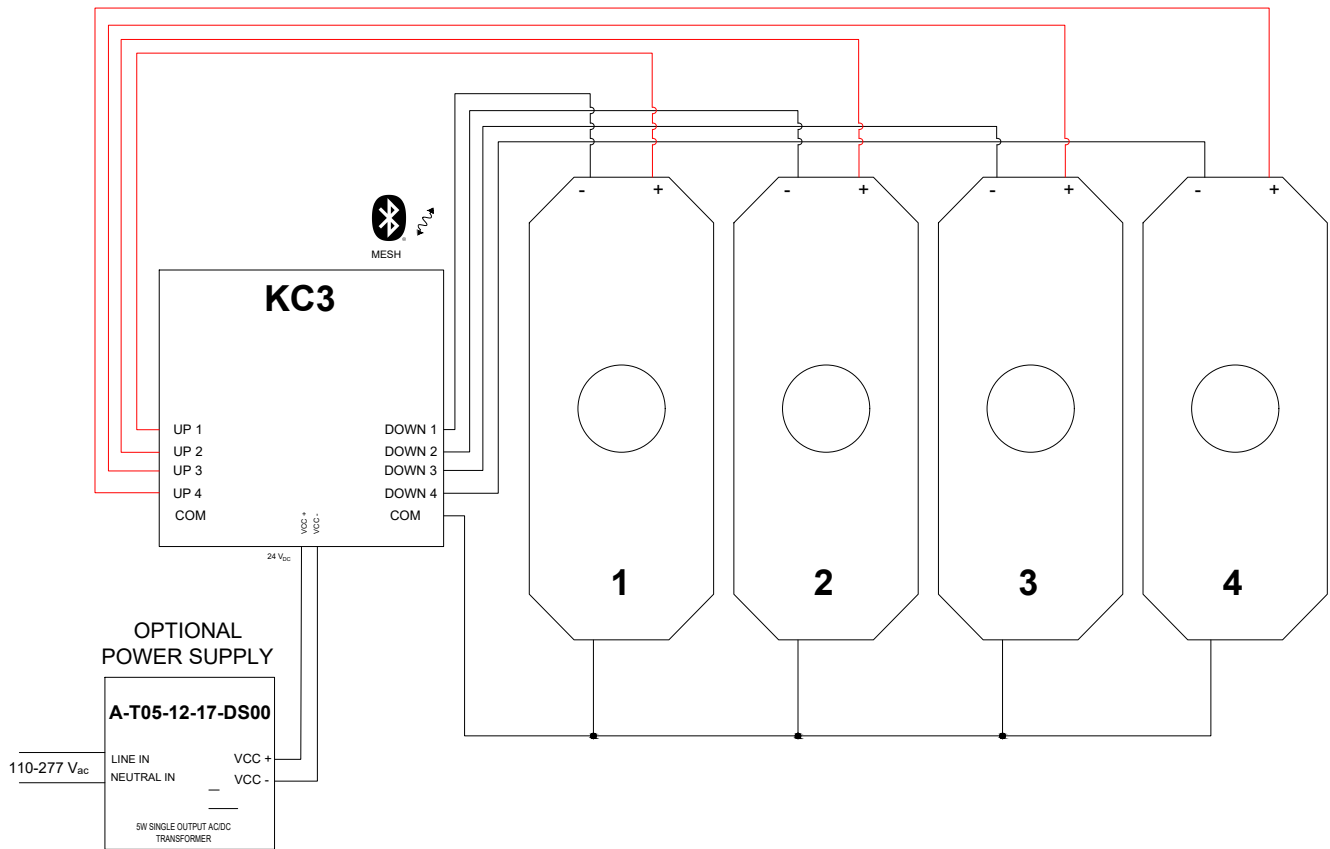 - + - + - + - +
MESH
KC3
UP 1 DOWN 1
UP 2 DOWN 2
UP 3 DOWN 3
UP 4 DOWN 4
COM COM
VCC +
VCC -
24 VDC
1 2 3 4
OPTIONAL
POWER SUPPLY
A-T05-12-17-DS00
110-277 Vac
LINE IN VCC +
NEUTRAL IN VCC -
5W SINGLE OUTPUT AC/DC
TRANSFORMER